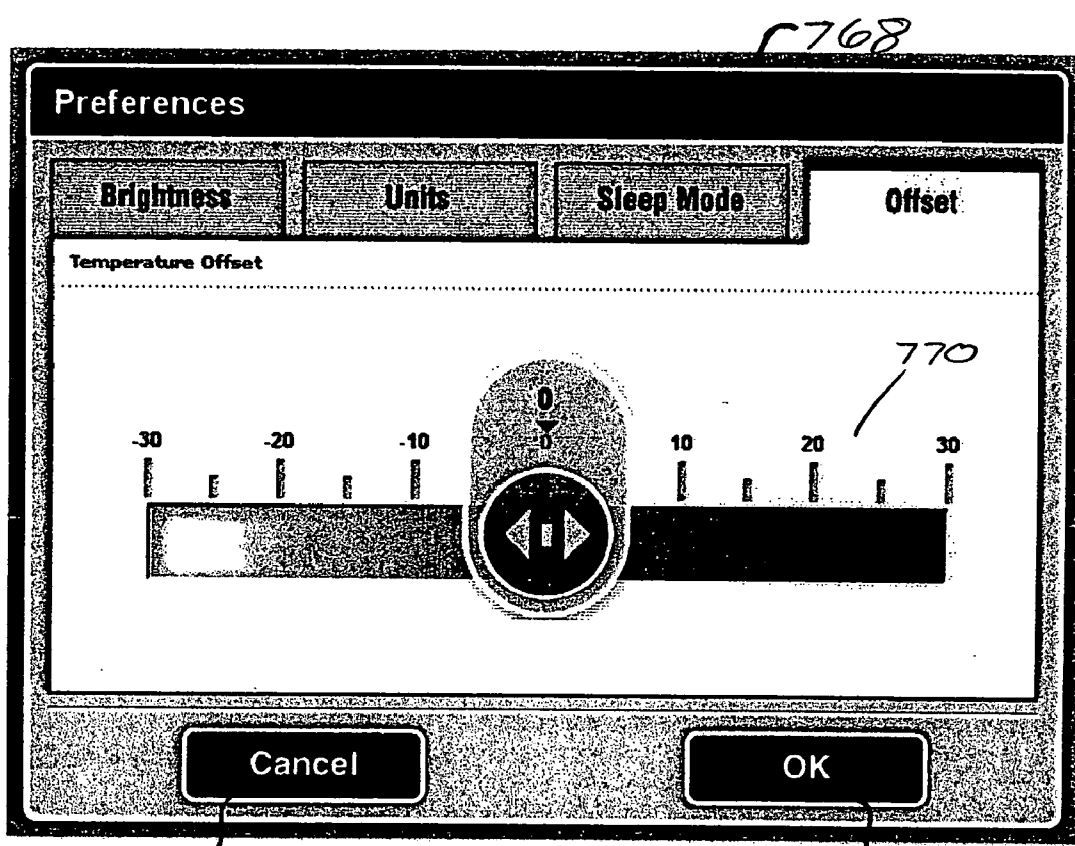 768
Preferences
Brightness Units Sleep Mode Offset
Temperature Offset
770
0
-30 -20 -10 0 10 20 30
Cancel OK